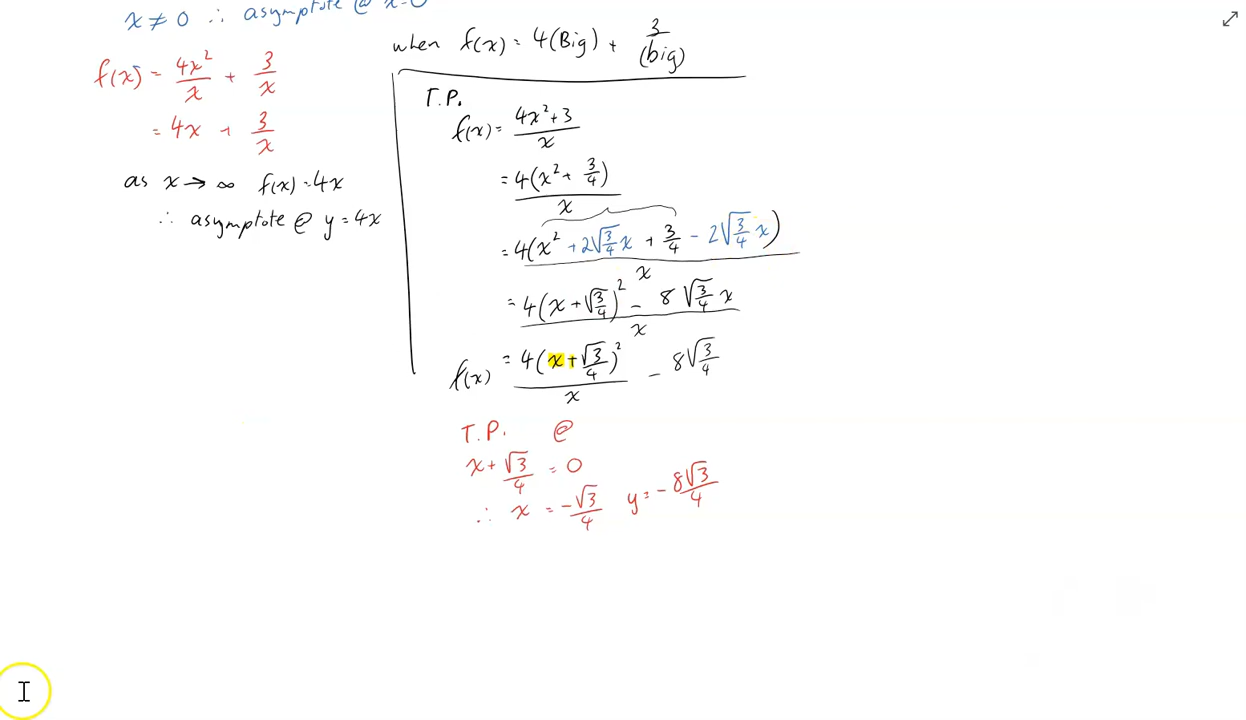 x ≠ 0 ∴ asymptote @ x=0
f(x) = 4x²/x + 3/x
= 4x + 3/x
as x → ∞ f(x) = 4x
∴ asymptote @ y = 4x
when f(x) = 4(Big) + 3/(big)
T.P.
f(x) = (4x²+3)/x
= 4(x² + 3/4)/x
= 4(x² + 2√(3/4)x + 3/4 - 2√(3/4)x)/x
= (4(x + √(3/4))² - 8√(3/4)x)/x
f(x) = 4(x + √3/4)²/x - 8√(3/4)
T.P. @
x + √3/4 = 0
∴ x = -√3/4 y = -8√3/4